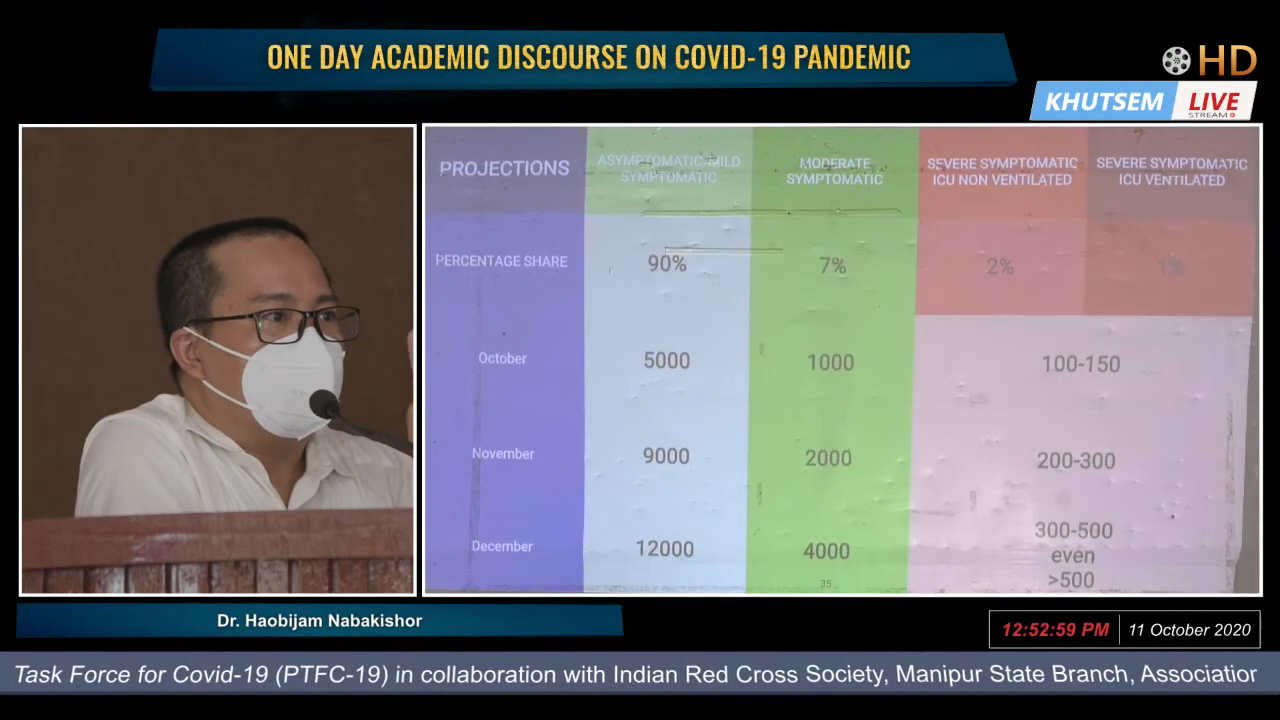 ONE DAY ACADEMIC DISCOURSE ON COVID-19 PANDEMIC
HD
KHUTSEM LIVE
STREAM
PROJECTIONS
ASYMPTOMATIC/MILD
SYMPTOMATIC
MODERATE
SYMPTOMATIC
SEVERE SYMPTOMATIC
ICU NON VENTILATED
SEVERE SYMPTOMATIC
ICU VENTILATED
PERCENTAGE SHARE 90% 7% 2% 1%
October 5000 1000 100-150
November 9000 2000 200-300
December 12000 4000 300-500
even
>500
35
Dr. Haobijam Nabakishor
12:52:59 PM 11 October 2020
Task Force for Covid-19 (PTFC-19) in collaboration with Indian Red Cross Society, Manipur State Branch, Association